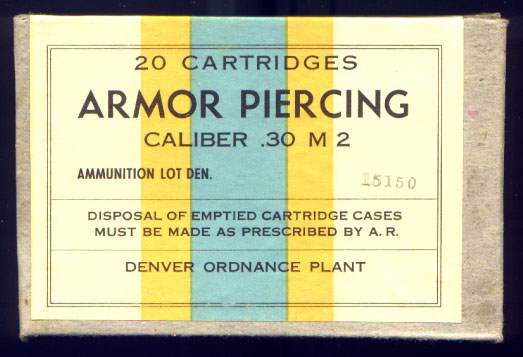 20 CARTRIDGES
ARMOR PIERCING
CALIBER .30 M 2
AMMUNITION LOT DEN. 15150
DISPOSAL OF EMPTIED CARTRIDGE CASES
MUST BE MADE AS PRESCRIBED BY A.R.
DENVER ORDNANCE PLANT